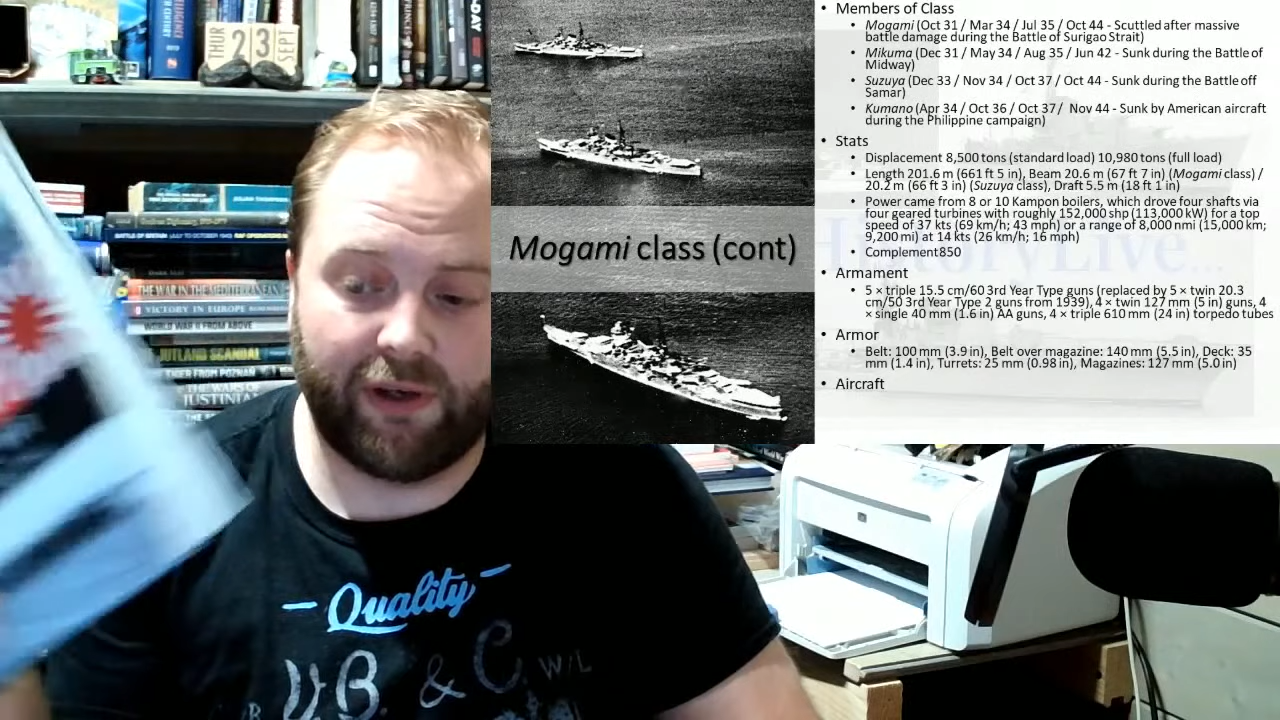 THUR
23
SEPT
INTELLIGENCE
D-DAY
JULIAN THOMPSON
BATTLE OF BRITAIN
THE WAR IN THE MEDITERRANEAN
VICTORY IN EUROPE
WORLD WAR II FROM ABOVE
JUTLAND SCANDAL
FROM POZNAŃ
JUSTINIAN
Quality
V.B. & C. W/L
Mogami class (cont)
Members of Class
Mogami (Oct 31 / Mar 34 / Jul 35 / Oct 44 - Scuttled after massive
battle damage during the Battle of Surigao Strait)
Mikuma (Dec 31 / May 34 / Aug 35 / Jun 42 - Sunk during the Battle of
Midway)
Suzuya (Dec 33 / Nov 34 / Oct 37 / Oct 44 - Sunk during the Battle off
Samar)
Kumano (Apr 34 / Oct 36 / Oct 37 / Nov 44 - Sunk by American aircraft
during the Philippine campaign)
Stats
Displacement 8,500 tons (standard load) 10,980 tons (full load)
Length 201.6 m (661 ft 5 in), Beam 20.6 m (67 ft 7 in) (Mogami class) /
(66 ft 3 in) (Suzuya class), Draft 5.5 m (18 ft 1 in)
Power came from 8 or 10 Kampon boilers, which drove four shafts via
four geared turbines with roughly 152,000 shp (113,000 kW) for a top
speed of 37 kts (69 km/h; 43 mph) or a range of 8,000 nmi (15,000 km;
9,200 mi) at 14 kts (26 km/h; 16 mph)
Complement 850
Armament
5 × triple 15.5 cm/60 3rd Year Type guns (replaced by 5 × twin 20.3
cm/50 3rd Year Type 2 guns from 1939), 4 × twin 127 mm (5 in) guns, 4
× single 40 mm (1.6 in) AA guns, 4 × triple 610 mm (24 in) torpedo tubes
Armor
Belt: 100 mm (3.9 in), Belt over magazine: 140 mm (5.5 in), Deck: 35
mm (1.4 in), Turrets: 25 mm (0.98 in), Magazines: 127 mm (5.0 in)
Aircraft
History Live...